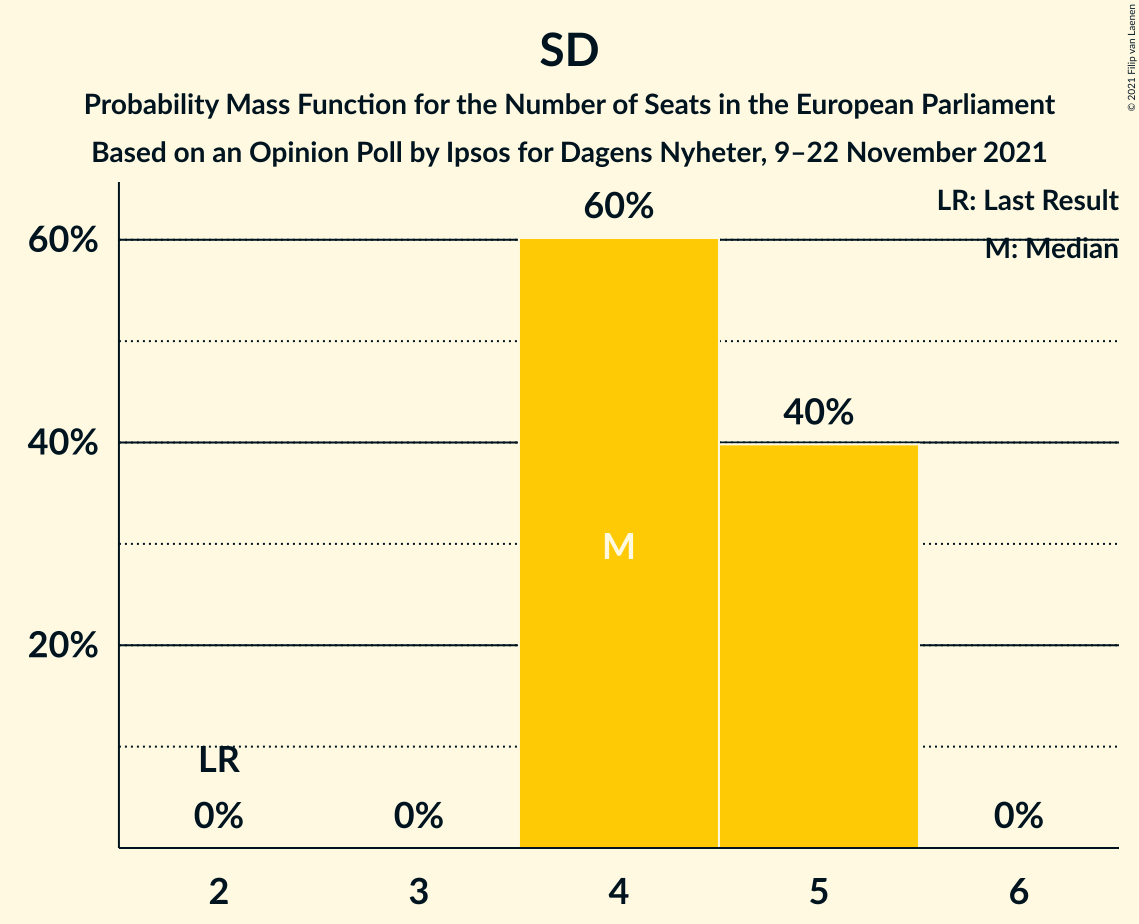 SD
Probability Mass Function for the Number of Seats in the European Parliament
Based on an Opinion Poll by Ipsos for Dagens Nyheter, 9–22 November 2021
© 2021 Filip van Laenen
LR: Last Result
M: Median
60%
40%
20%
60%
40%
M
LR
0%
0%
0%
2
3
4
5
6